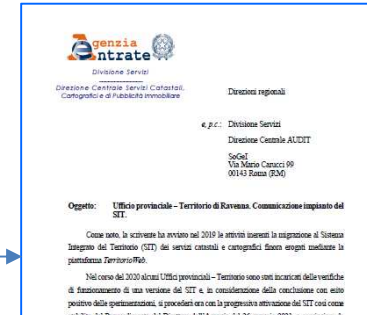 Agenzia
Entrate
Divisione Servizi
Direzione Centrale Servizi Catastali,
Cartografici e di Pubblicità Immobiliare
Direzioni regionali
e, p.c.: Divisione Servizi
Direzione Centrale AUDIT
SoGeI
Via Mario Carucci 99
00143 Roma (RM)
Oggetto: Ufficio provinciale – Territorio di Ravenna. Comunicazione impianto del
SIT.
Come noto, la scrivente ha avviato nel 2019 le attività inerenti la migrazione al Sistema
Integrato del Territorio (SIT) dei servizi catastali e cartografici finora erogati mediante la
piattaforma TerritorioWeb.
Nel corso del 2020 alcuni Uffici provinciali – Territorio sono stati incaricati delle verifiche
di funzionamento di una versione del SIT e, in considerazione della conclusione con esito
positivo delle sperimentazioni, si procederà ora con la progressiva attivazione del SIT così come